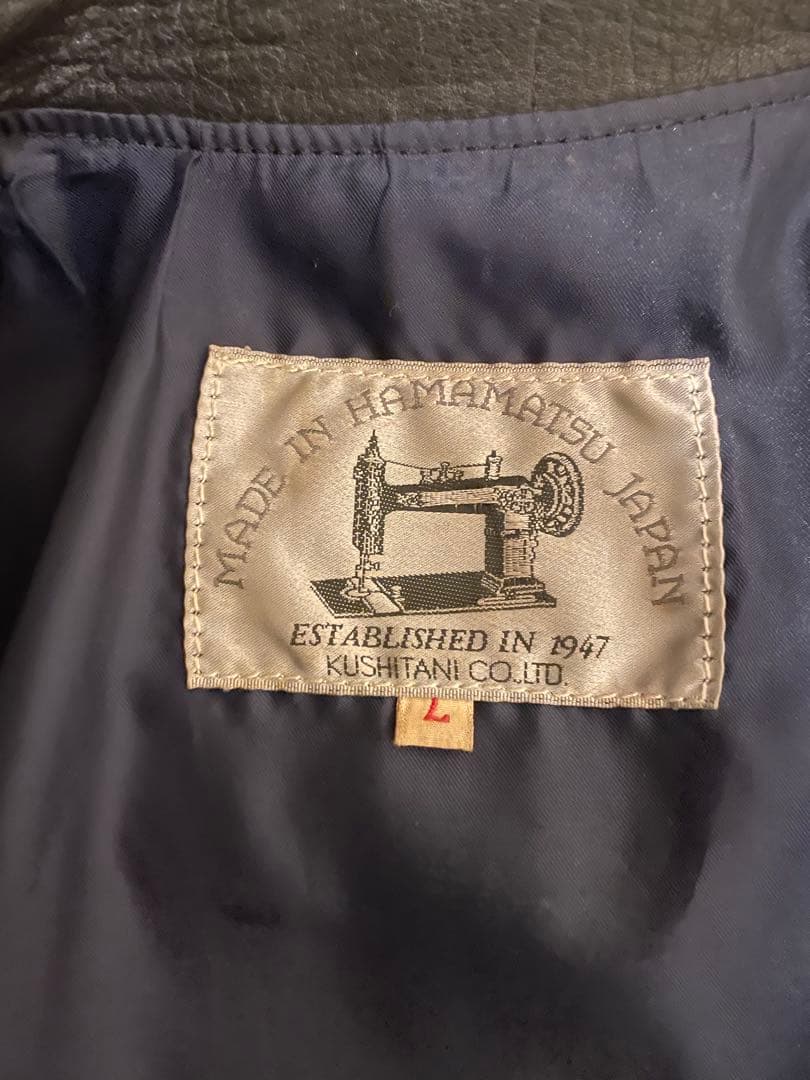 MADE IN HAMAMATSU JAPAN
ESTABLISHED IN 1947
KUSHITANI CO.,LTD.
L